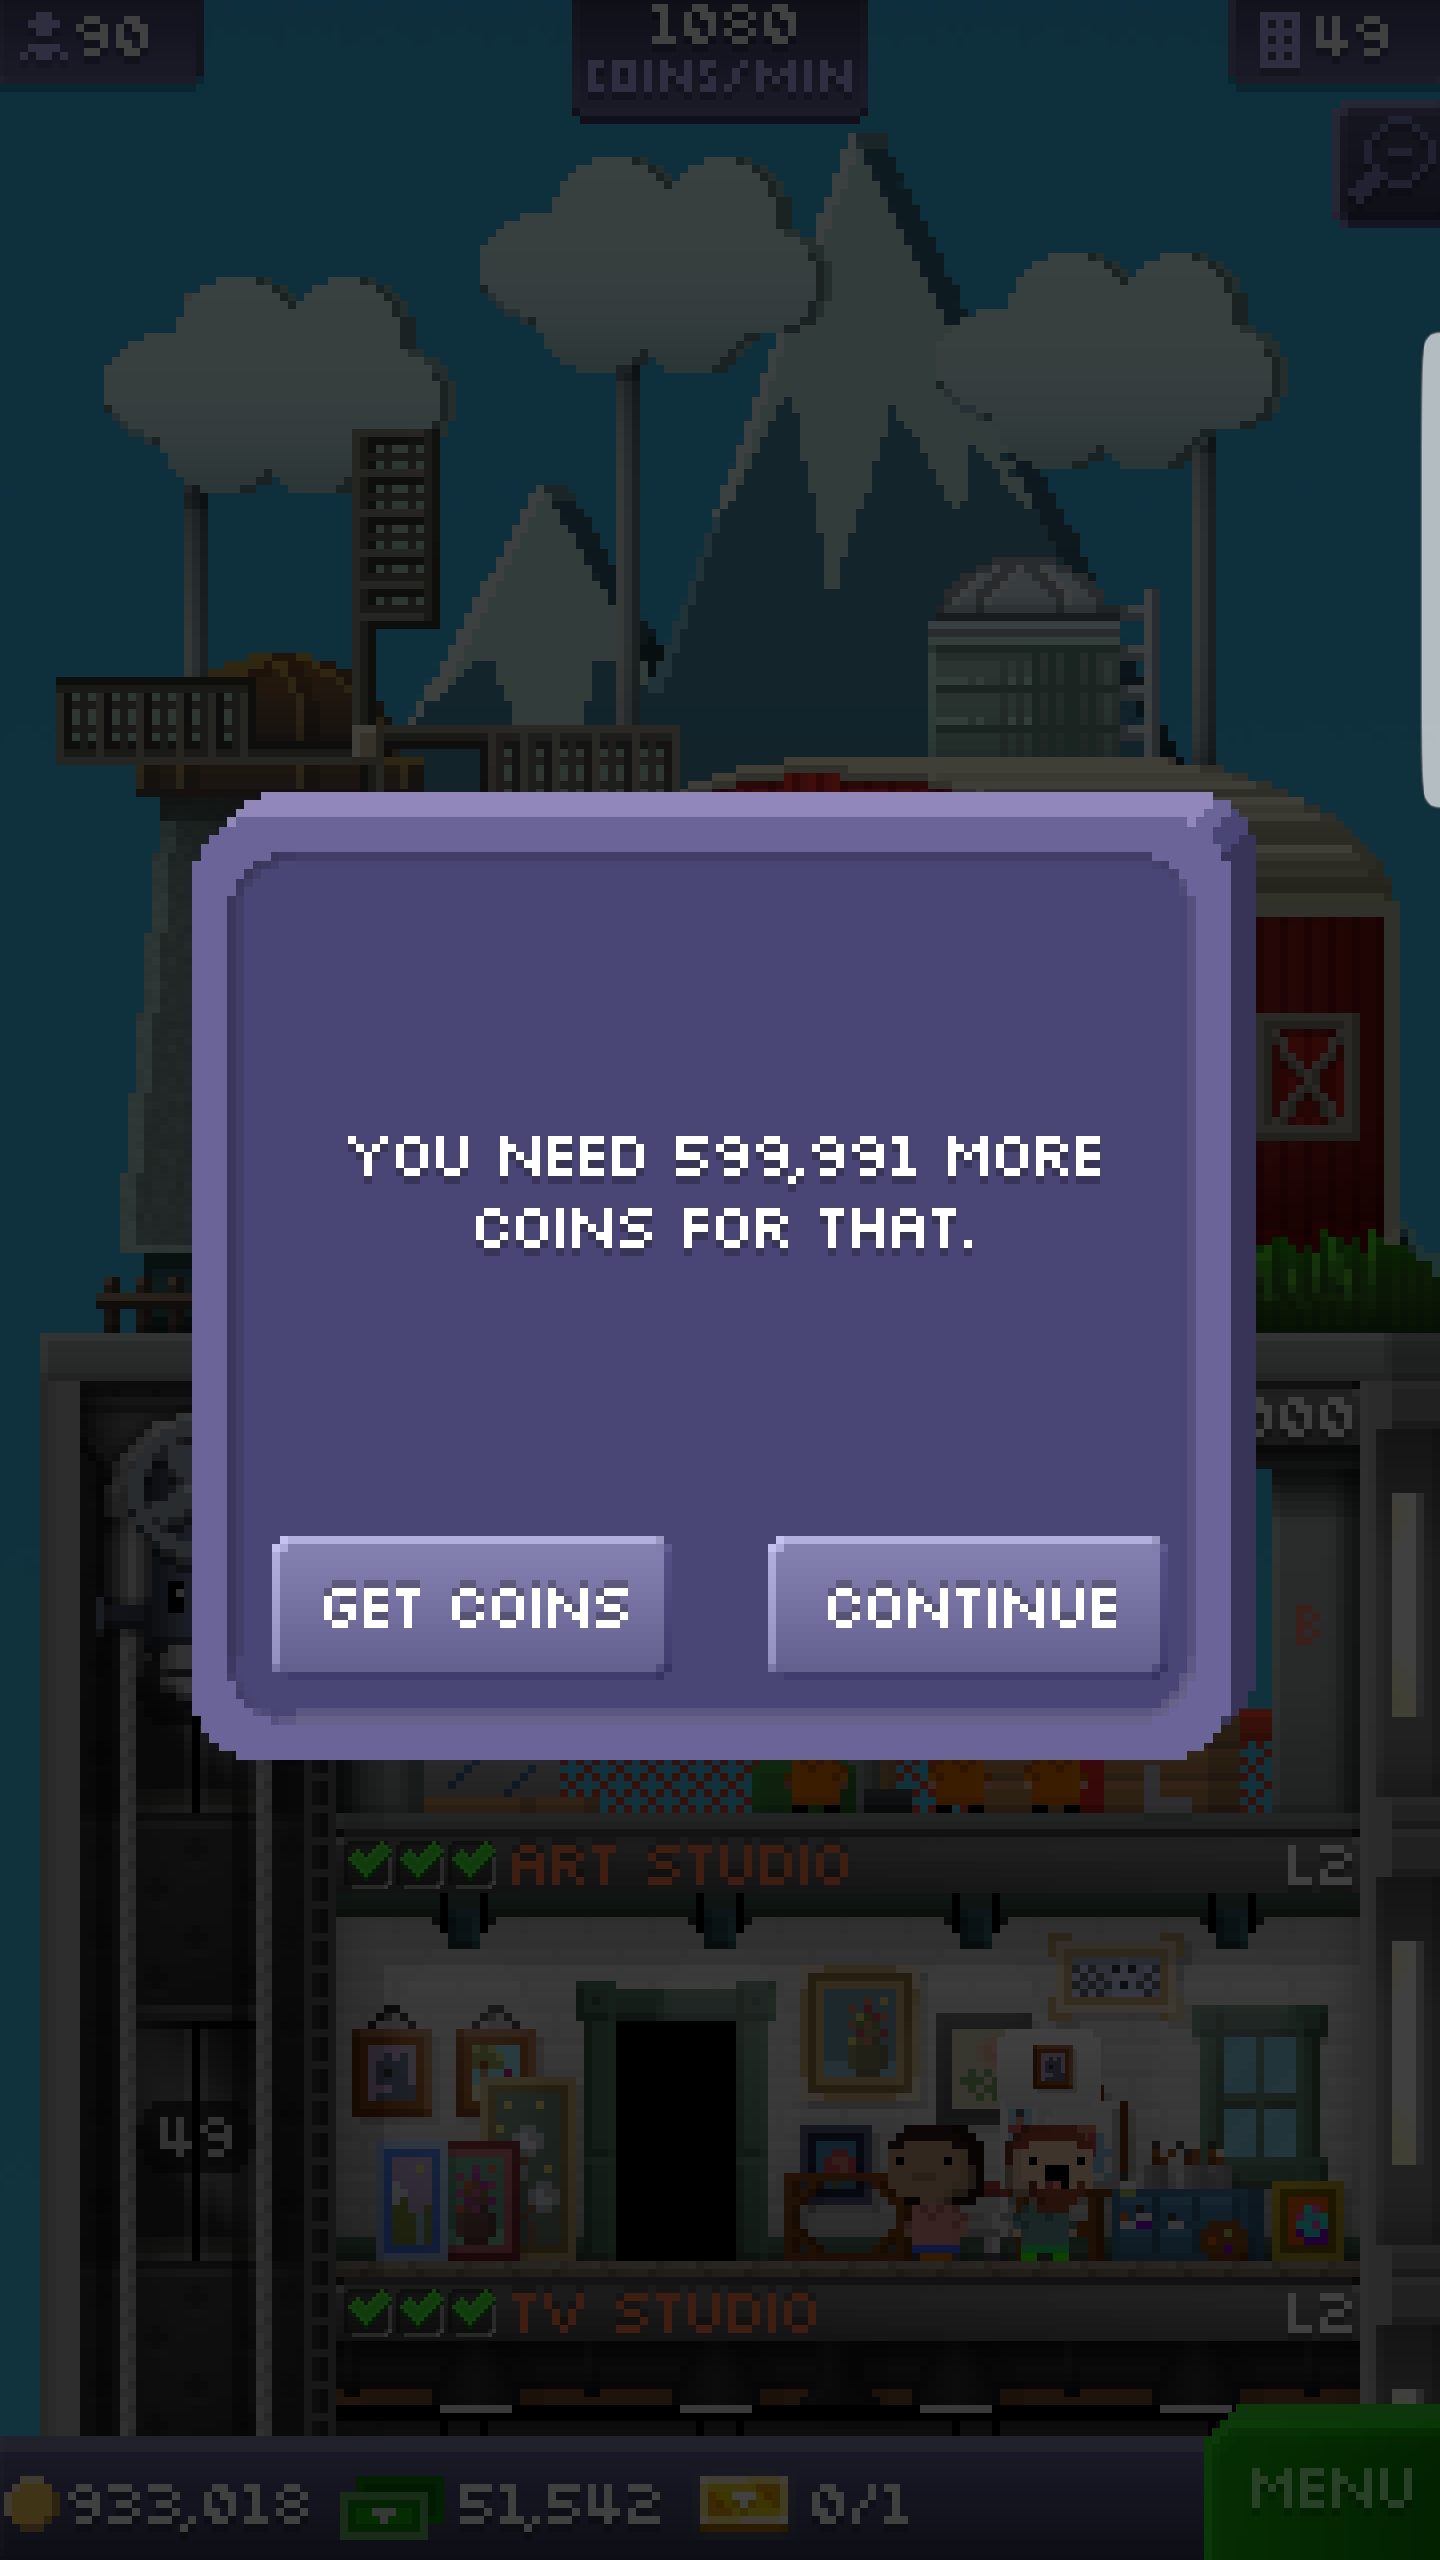 90
1080
COINS/MIN
49
YOU NEED 599,991 MORE
COINS FOR THAT.
GET COINS
CONTINUE
B
ART STUDIO L2
49
TV STUDIO L2
933,018 51,542 0/1
MENU